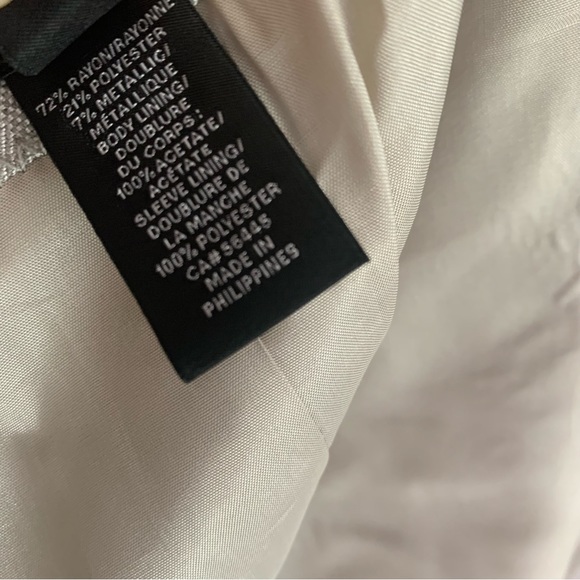 72% RAYON/RAYONNE
21% POLYESTER
7% METALLIC/
MÉTALLIQUE
BODY LINING/
DOUBLURE
DU CORPS:
100% ACETATE/
ACÉTATE
SLEEVE LINING/
DOUBLURE DE
LA MANCHE
100% POLYESTER
CA# 56445
MADE IN
PHILIPPINES